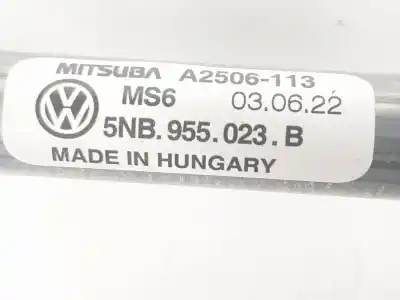 MITSUBA A2506-113
MS6 03.06.22
5NB.955.023.B
MADE IN HUNGARY